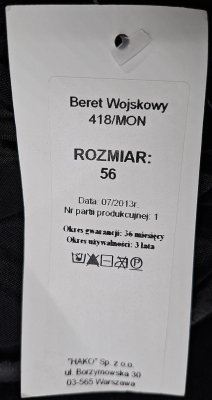 Beret Wojskowy
418/MON
ROZMIAR:
56
Data: 07/2013r.
Nr partii produkcyjnej: 1
Okres gwarancji: 36 miesięcy
Okres używalności: 3 lata
"HAKO" Sp. z o.o.
ul. Borzymowska 30
03-565 Warszawa